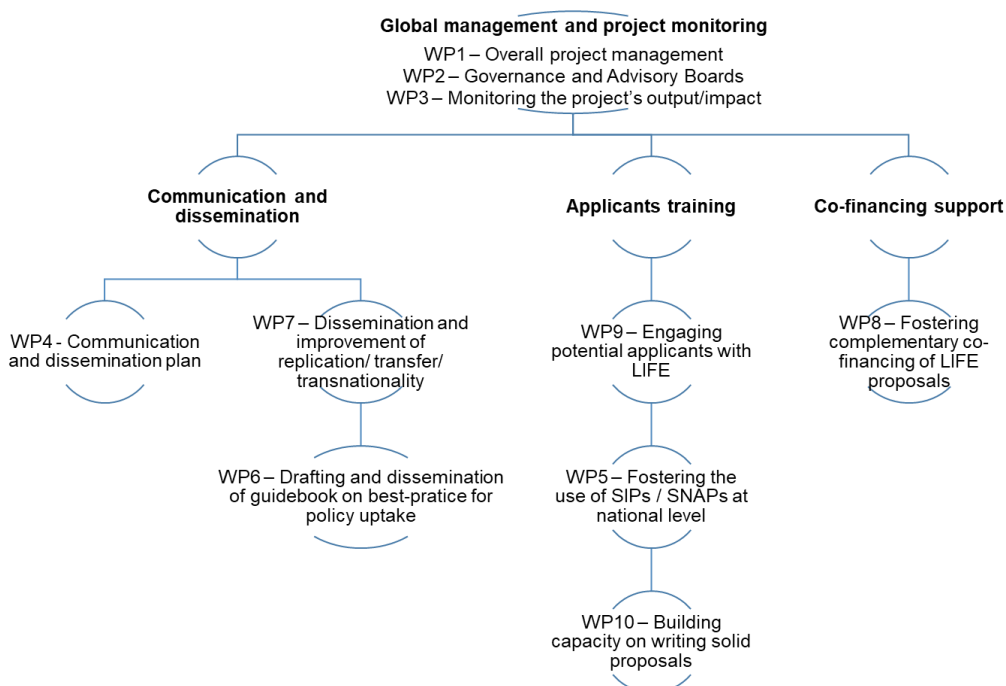 Global management and project monitoring
WP1 – Overall project management
WP2 – Governance and Advisory Boards
WP3 – Monitoring the project's output/impact
Communication and
dissemination
Applicants training
Co-financing support
WP4 - Communication
and dissemination plan
WP7 – Dissemination and
improvement of
replication/ transfer/
transnationality
WP9 – Engaging
potential applicants with
LIFE
WP8 – Fostering
complementary co-
financing of LIFE
proposals
WP6 – Drafting and dissemination
of guidebook on best-pratice for
policy uptake
WP5 – Fostering the
use of SIPs / SNAPs at
national level
WP10 – Building
capacity on writing solid
proposals